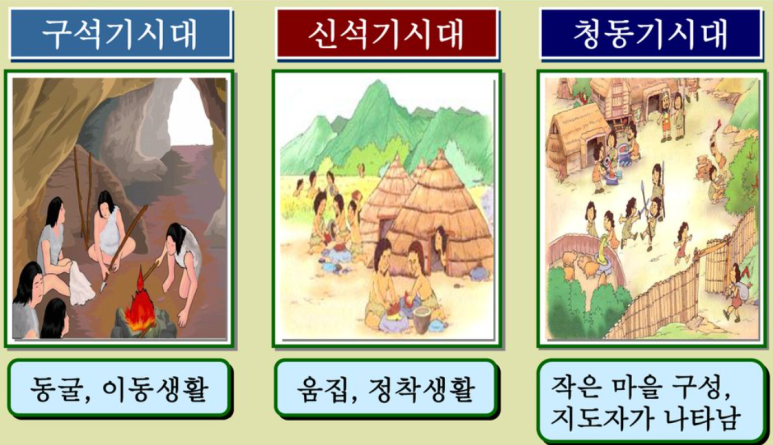 구석기시대
신석기시대
청동기시대
동굴, 이동생활
움집, 정착생활
작은 마을 구성,
지도자가 나타남